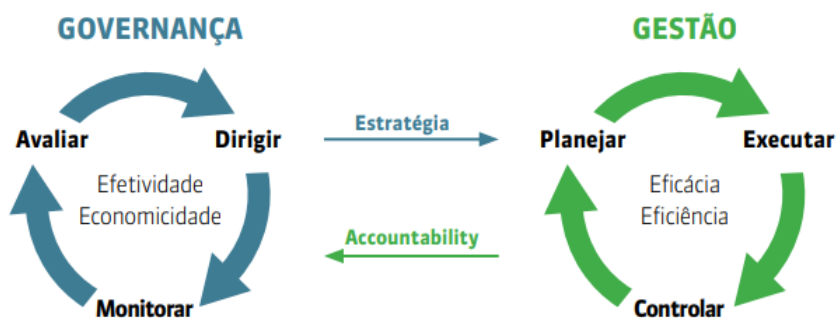 GOVERNANÇA
Avaliar
Dirigir
Efetividade
Economicidade
Monitorar
Estratégia
Accountability
GESTÃO
Planejar
Executar
Eficácia
Eficiência
Controlar